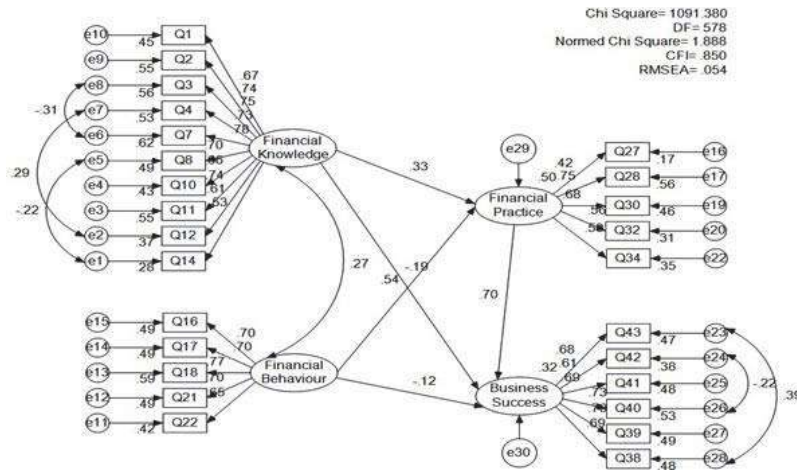 Chi Square= 1091.380
DF= 578
Normed Chi Square= 1.888
CFI= .850
RMSEA= .054
e10 .45 Q1
e9 .55 Q2
e8 .56 Q3
e7 .53 Q4
e6 .62 Q7
e5 .49 Q8
e4 .43 Q10
e3 .55 Q11
e2 .37 Q12
e1 .28 Q14
-.31
.29
-.22
.67
.74
.75
.73
.78
.70
.74
.61
.53
Financial
Knowledge
.33
.27
.54
-.19
e29
.50
Financial
Practice
.42
.75
.68
.56
Q27 .17 e16
Q28 .56 e17
Q30 .46 e19
Q32 .31 e20
Q34 .35 e22
.70
e15 .49 Q16
e14 .49 Q17
e13 .59 Q18
e12 .49 Q21
e11 .42 Q22
.70
.70
.77
.70
.65
Financial
Behaviour
-.12
.32
Business
Success
e30
.68
.61
.69
.73
.69
Q43 .47 e23
Q42 .38 e24
Q41 .48 e25
Q40 .53 e26
Q39 .49 e27
Q38 .48 e28
-.22
.39